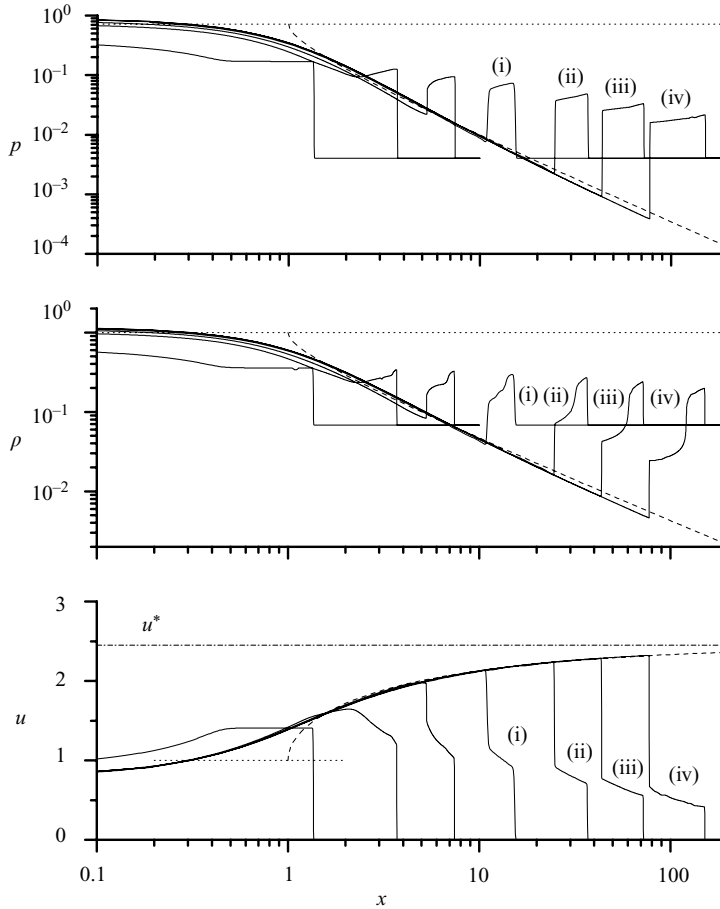 10^0
10^−1
(i)
(ii)
(iii)
(iv)
10^−2
p
10^−3
10^−4
10^0
10^−1
(i)
(ii)
(iii)
(iv)
ρ
10^−2
3
u*
2
u
1
(i)
(ii)
(iii)
(iv)
0
0.1
1
10
100
x